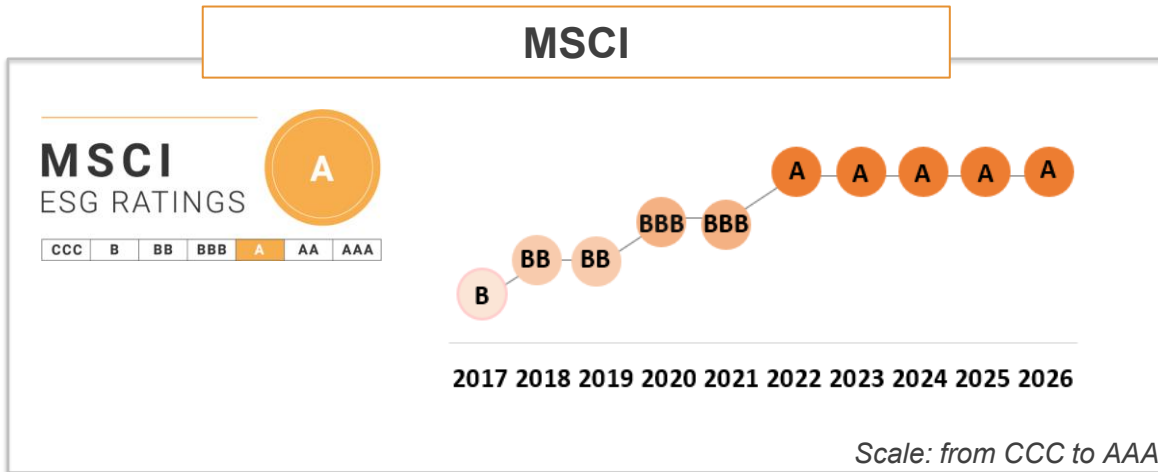 MSCI
MSCI
ESG RATINGS
A
CCC B BB BBB A AA AAA
B BB BB BBB BBB A A A A A
2017 2018 2019 2020 2021 2022 2023 2024 2025 2026
Scale: from CCC to AAA